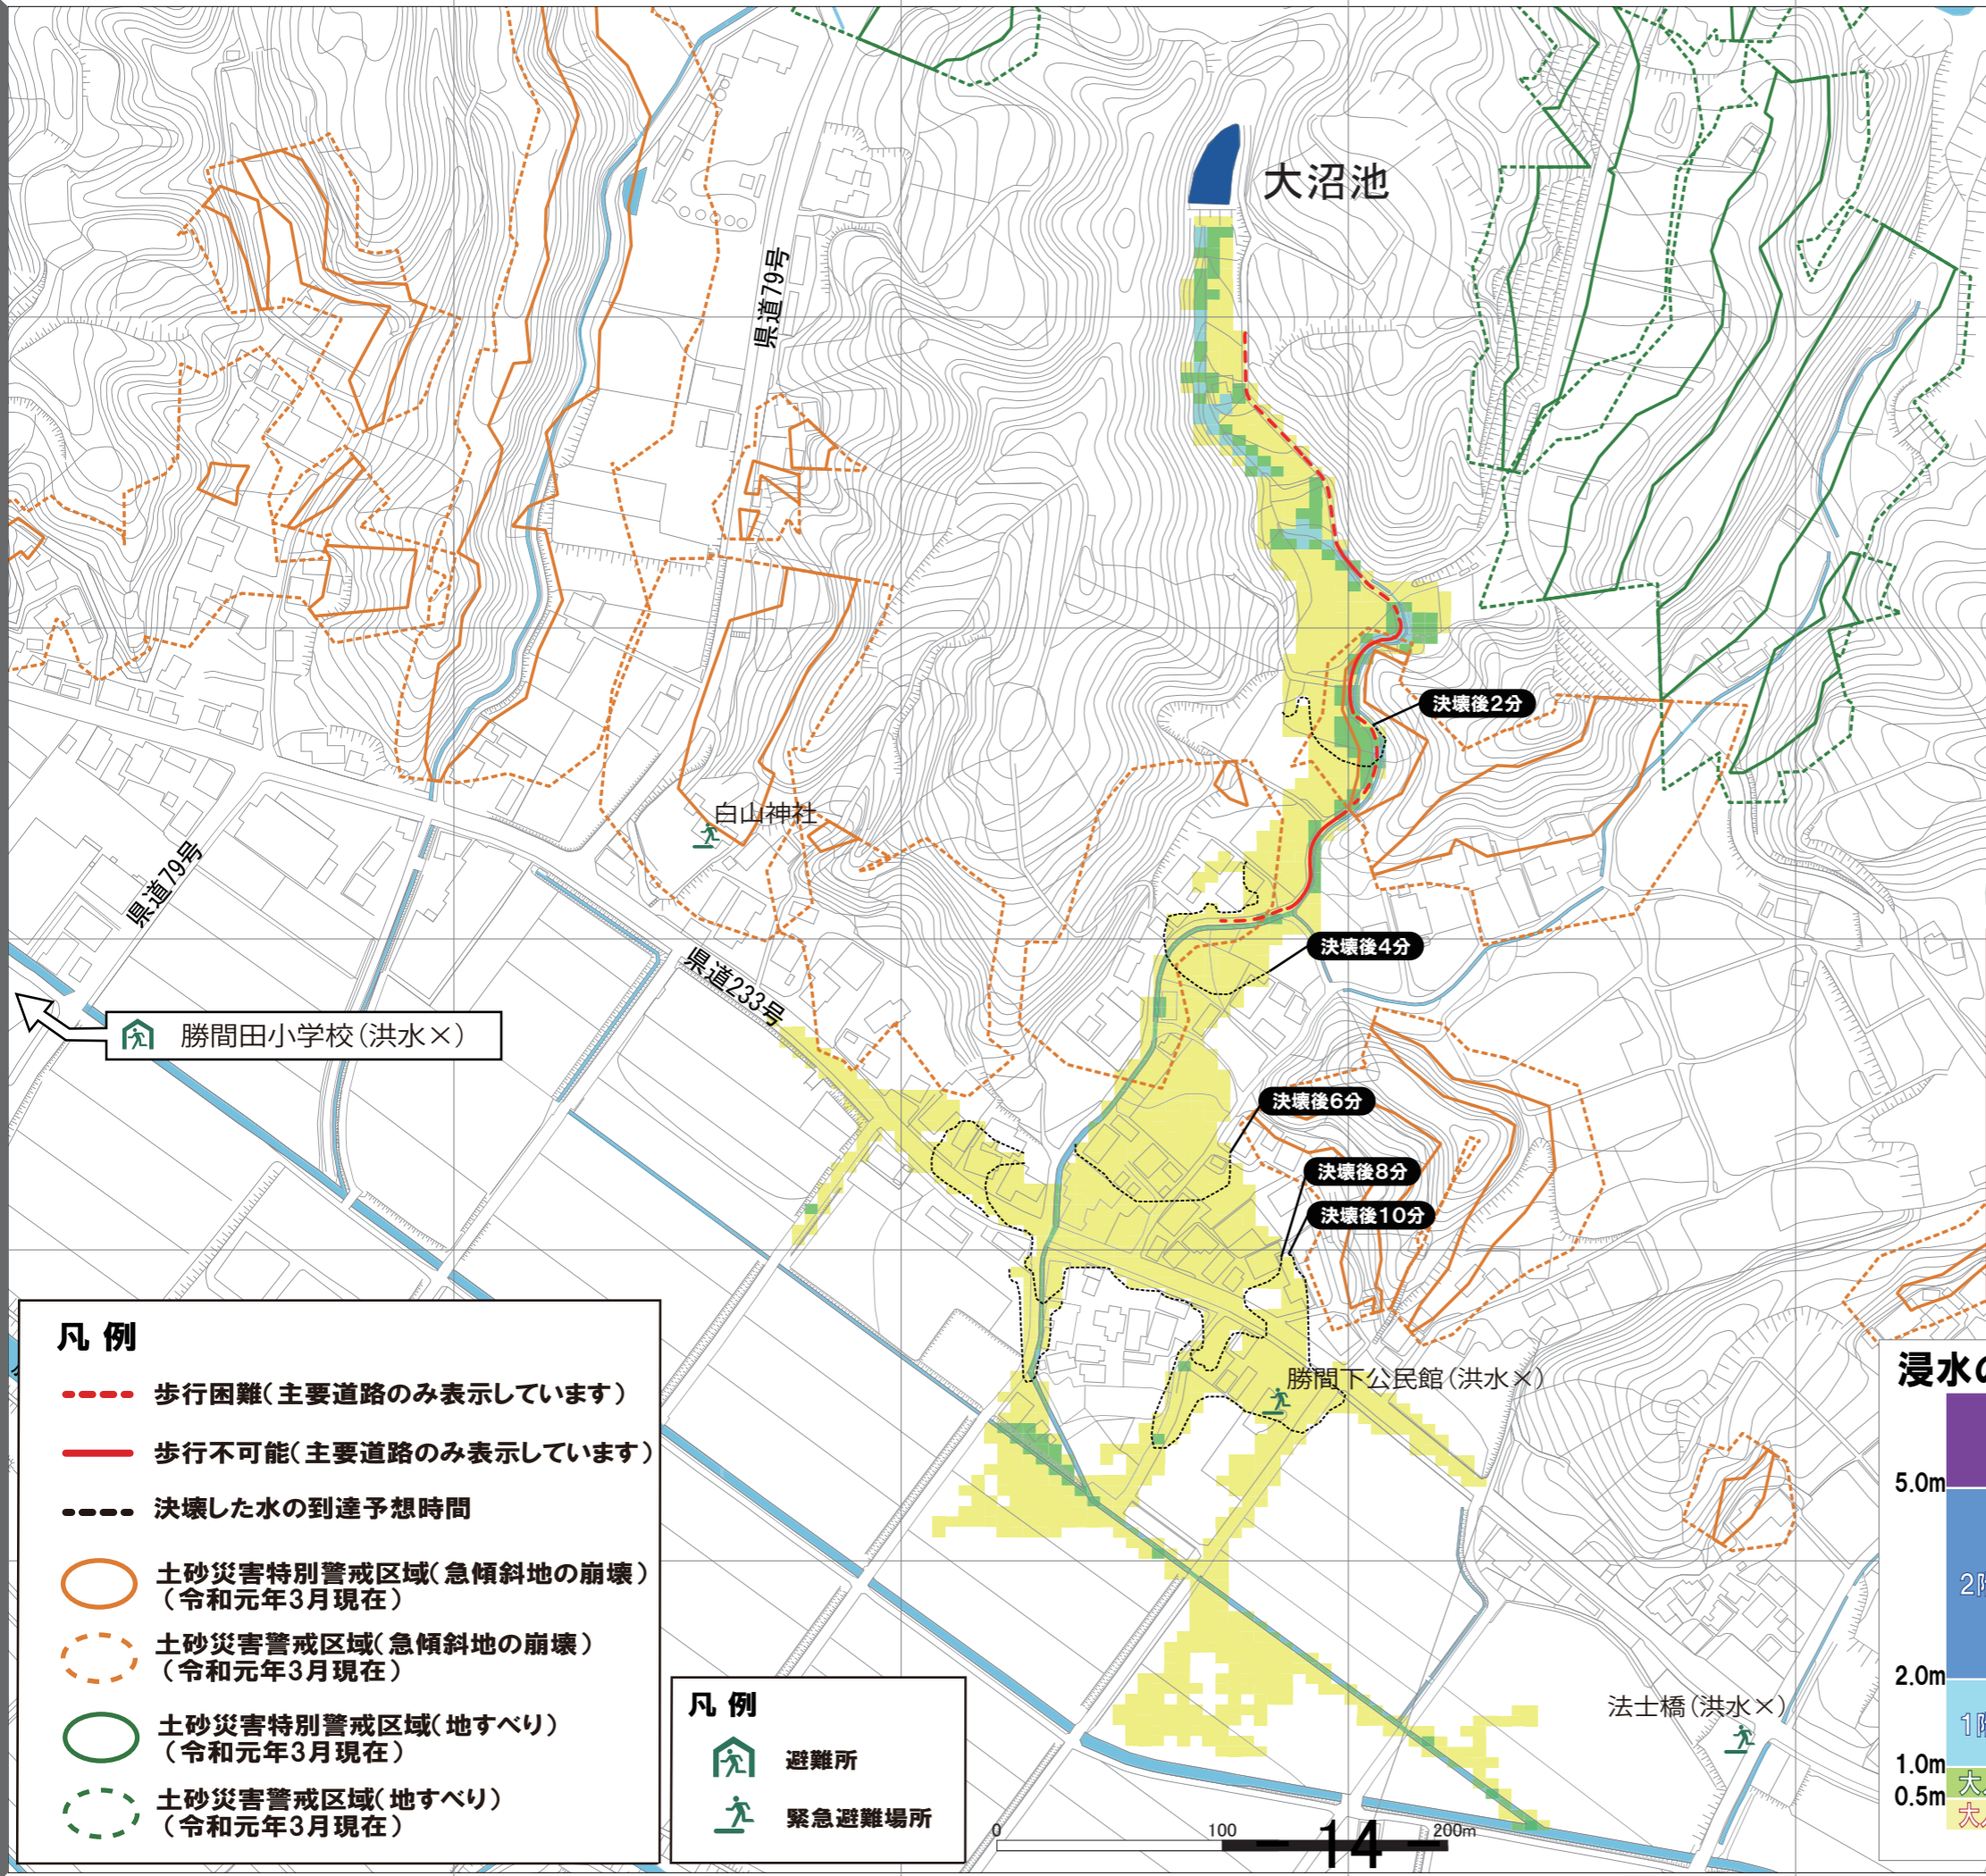 大沼池
県道79号
決壊後2分
白山神社
県道79号
決壊後4分
県道233号
勝間田小学校(洪水×)
決壊後6分
決壊後8分
決壊後10分
勝間下公民館(洪水×)
法士橋(洪水×)
凡 例
歩行困難(主要道路のみ表示しています)
歩行不可能(主要道路のみ表示しています)
決壊した水の到達予想時間
土砂災害特別警戒区域(急傾斜地の崩壊)
(令和元年3月現在)
土砂災害警戒区域(急傾斜地の崩壊)
(令和元年3月現在)
土砂災害特別警戒区域(地すべり)
(令和元年3月現在)
土砂災害警戒区域(地すべり)
(令和元年3月現在)
凡 例
避難所
緊急避難場所
0 100 200m
14
浸水の
5.0m
2階
2.0m
1階
1.0m
大人
0.5m
大人